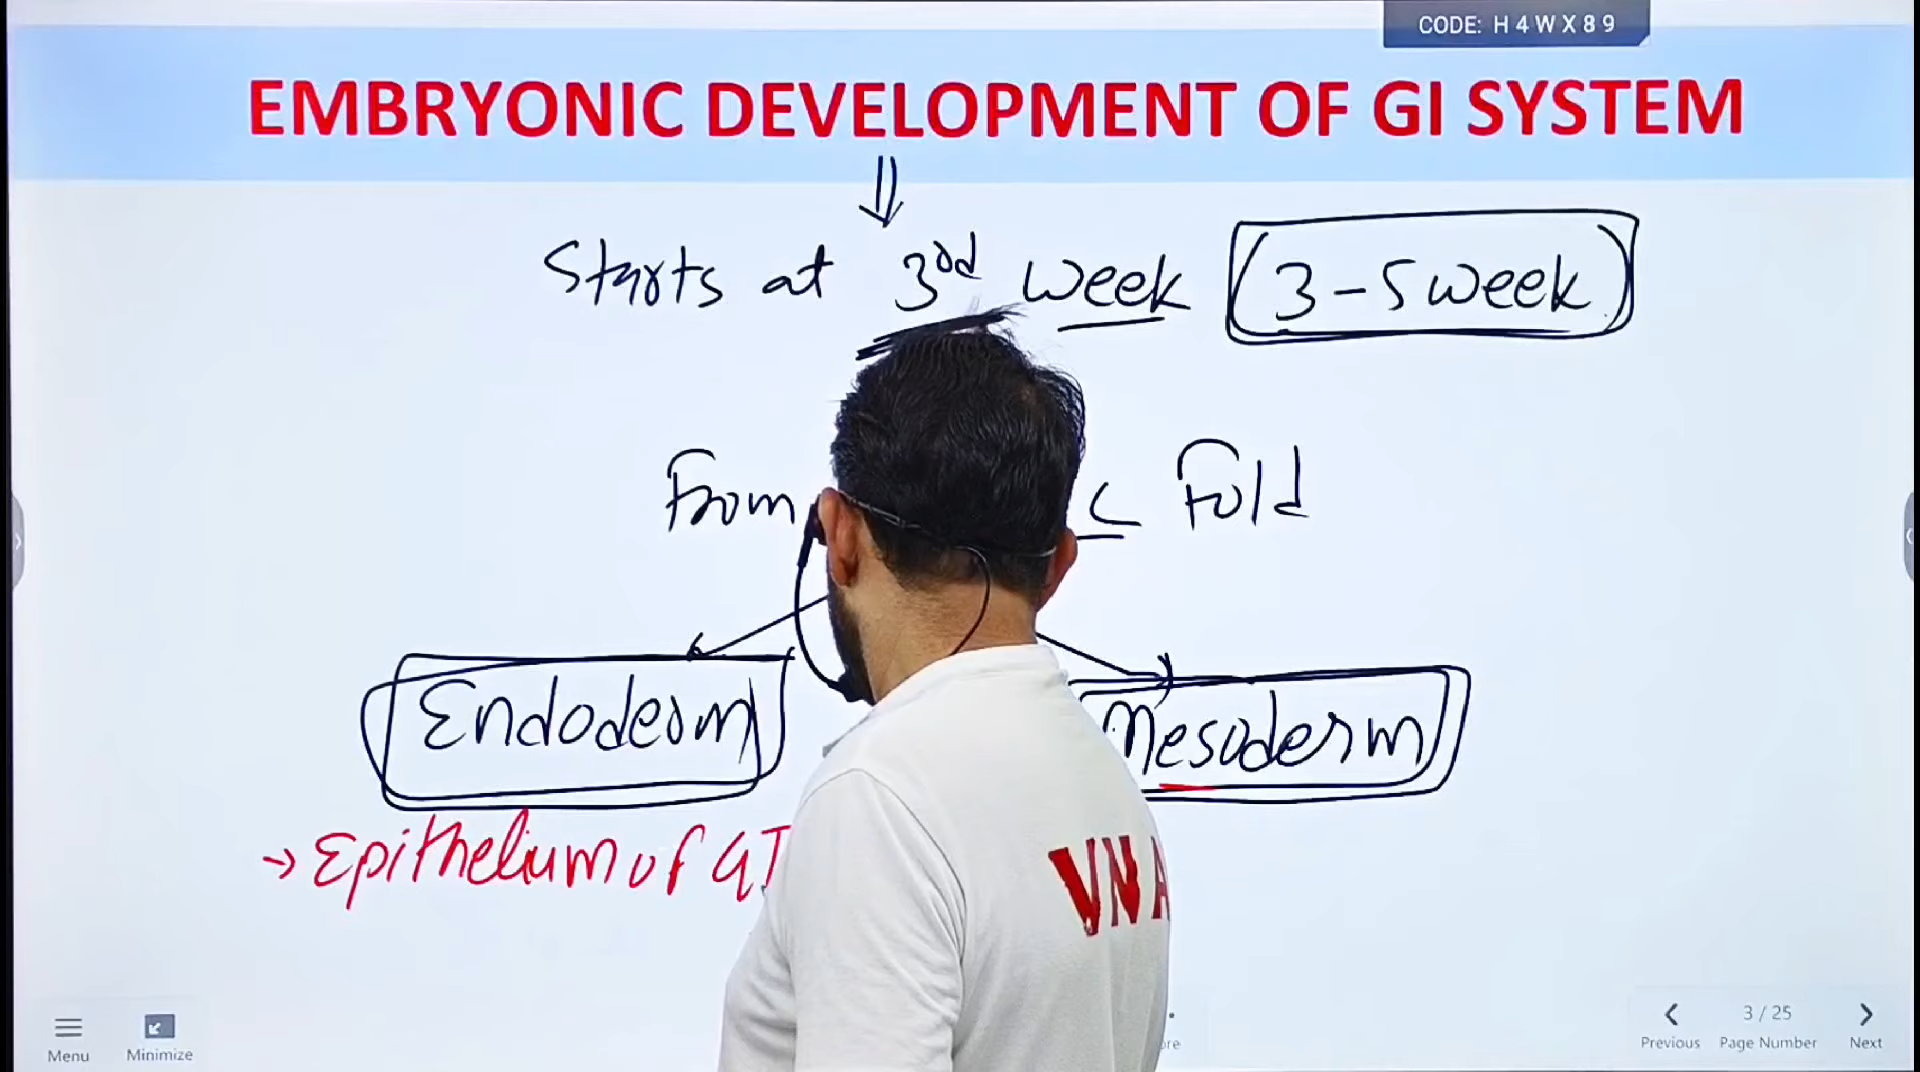 CODE: H4WX89
EMBRYONIC DEVELOPMENT OF GI SYSTEM
⇓
Starts at 3rd week (3-5 week)
From Fold
Endoderm Mesoderm
→ Epithelium of GI
VNA
Menu Minimize
3 / 25
Previous Page Number Next